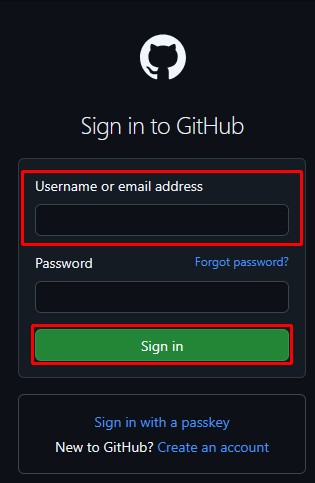 Sign in to GitHub
Username or email address
Password Forgot password?
Sign in
Sign in with a passkey
New to GitHub? Create an account